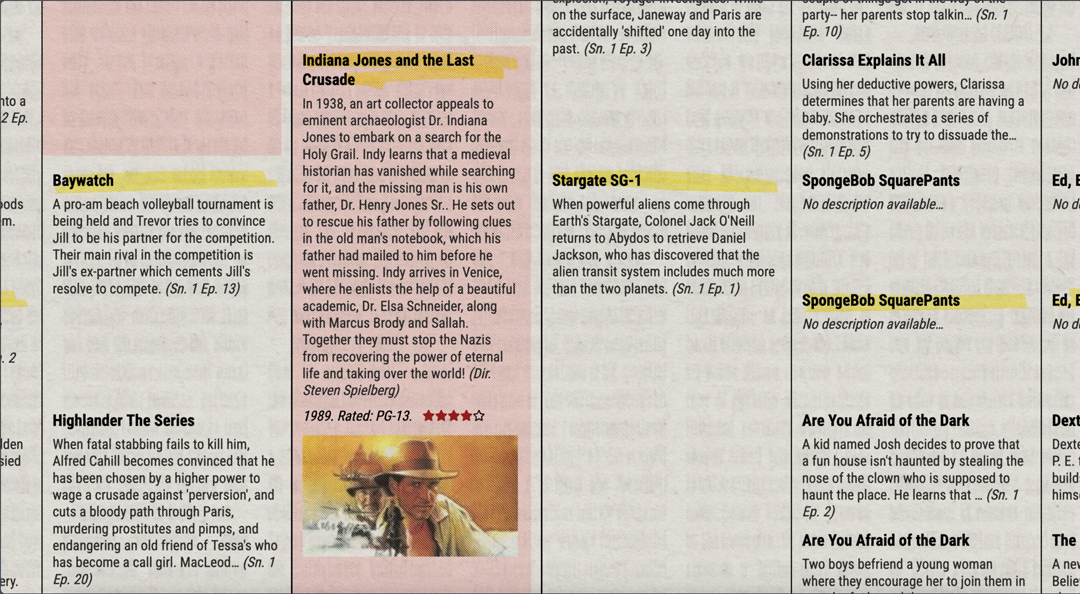 nto a
2 Ep.
ods
m.
. 2
lden
sied
ery.
Baywatch
A pro-am beach volleyball tournament is
being held and Trevor tries to convince
Jill to be his partner for the competition.
Their main rival in the competition is
Jill's ex-partner which cements Jill's
resolve to compete. (Sn. 1 Ep. 13)
Highlander The Series
When fatal stabbing fails to kill him,
Alfred Cahill becomes convinced that he
has been chosen by a higher power to
wage a crusade against 'perversion', and
cuts a bloody path through Paris,
murdering prostitutes and pimps, and
endangering an old friend of Tessa's who
has become a call girl. MacLeod... (Sn. 1
Ep. 20)
Indiana Jones and the Last
Crusade
In 1938, an art collector appeals to
eminent archaeologist Dr. Indiana
Jones to embark on a search for the
Holy Grail. Indy learns that a medieval
historian has vanished while searching
for it, and the missing man is his own
father, Dr. Henry Jones Sr.. He sets out
to rescue his father by following clues
in the old man's notebook, which his
father had mailed to him before he
went missing. Indy arrives in Venice,
where he enlists the help of a beautiful
academic, Dr. Elsa Schneider, along
with Marcus Brody and Sallah.
Together they must stop the Nazis
from recovering the power of eternal
life and taking over the world! (Dir.
Steven Spielberg)
1989. Rated: PG-13. ★★★★☆
explosion, Voyager investigates. While
on the surface, Janeway and Paris are
accidentally 'shifted' one day into the
past. (Sn. 1 Ep. 3)
Stargate SG-1
When powerful aliens come through
Earth's Stargate, Colonel Jack O'Neill
returns to Abydos to retrieve Daniel
Jackson, who has discovered that the
alien transit system includes much more
than the two planets. (Sn. 1 Ep. 1)
couple of things get in the way of the
party-- her parents stop talkin... (Sn. 1
Ep. 10)
Clarissa Explains It All
Using her deductive powers, Clarissa
determines that her parents are having a
baby. She orchestrates a series of
demonstrations to try to dissuade the...
(Sn. 1 Ep. 5)
SpongeBob SquarePants
No description available...
SpongeBob SquarePants
No description available...
Are You Afraid of the Dark
A kid named Josh decides to prove that
a fun house isn't haunted by stealing the
nose of the clown who is supposed to
haunt the place. He learns that ... (Sn. 1
Ep. 2)
Are You Afraid of the Dark
Two boys befriend a young woman
where they encourage her to join them in
John
No de
Ed, E
No de
Ed, E
No de
Dexte
P. E. t
builds
himse
The
A new
Believ